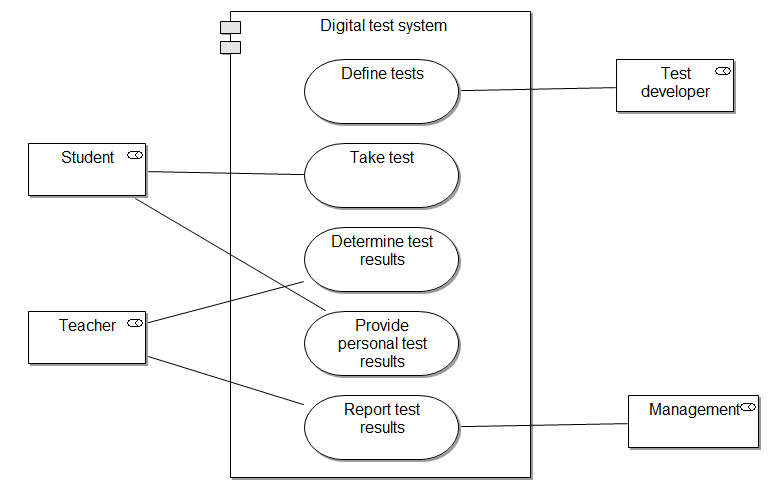 Digital test system
Define tests
Test
developer
Student
Take test
Determine test
results
Teacher
Provide
personal test
results
Report test
results
Management